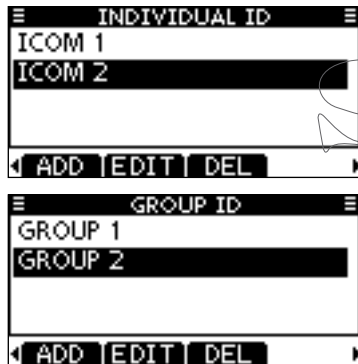 INDIVIDUAL ID
ICOM 1
ICOM 2
ADD EDIT DEL
GROUP ID
GROUP 1
GROUP 2
ADD EDIT DEL